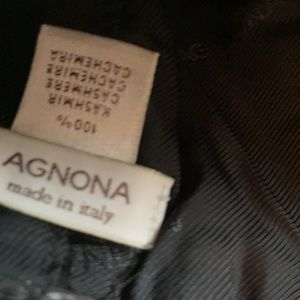 AGNONA
made in italy
100%
KASHMIR
CASHMERE
CACHEMIRE
CACHEMIRA